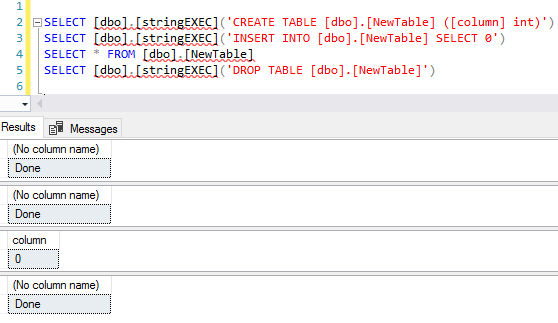 1
2 SELECT [dbo].[stringEXEC]('CREATE TABLE [dbo].[NewTable] ([column] int)')
3 SELECT [dbo].[stringEXEC]('INSERT INTO [dbo].[NewTable] SELECT 0')
4 SELECT * FROM [dbo].[NewTable]
5 SELECT [dbo].[stringEXEC]('DROP TABLE [dbo].[NewTable]')
6
Results Messages
(No column name)
Done
(No column name)
Done
column
0
(No column name)
Done